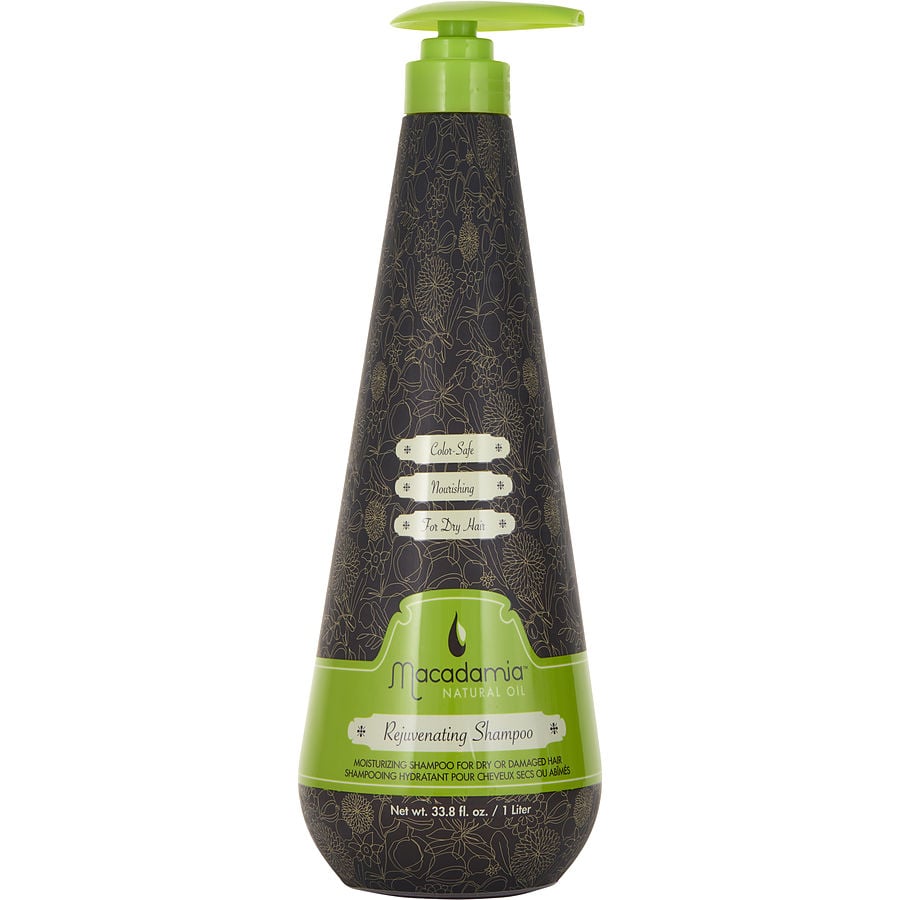 Color-Safe
Nourishing
For Dry Hair
Macadamia™
NATURAL OIL
Rejuvenating Shampoo
MOISTURIZING SHAMPOO FOR DRY OR DAMAGED HAIR
SHAMPOOING HYDRATANT POUR CHEVEUX SECS OU ABÎMÉS
Net wt. 33.8 fl. oz. / 1 Liter